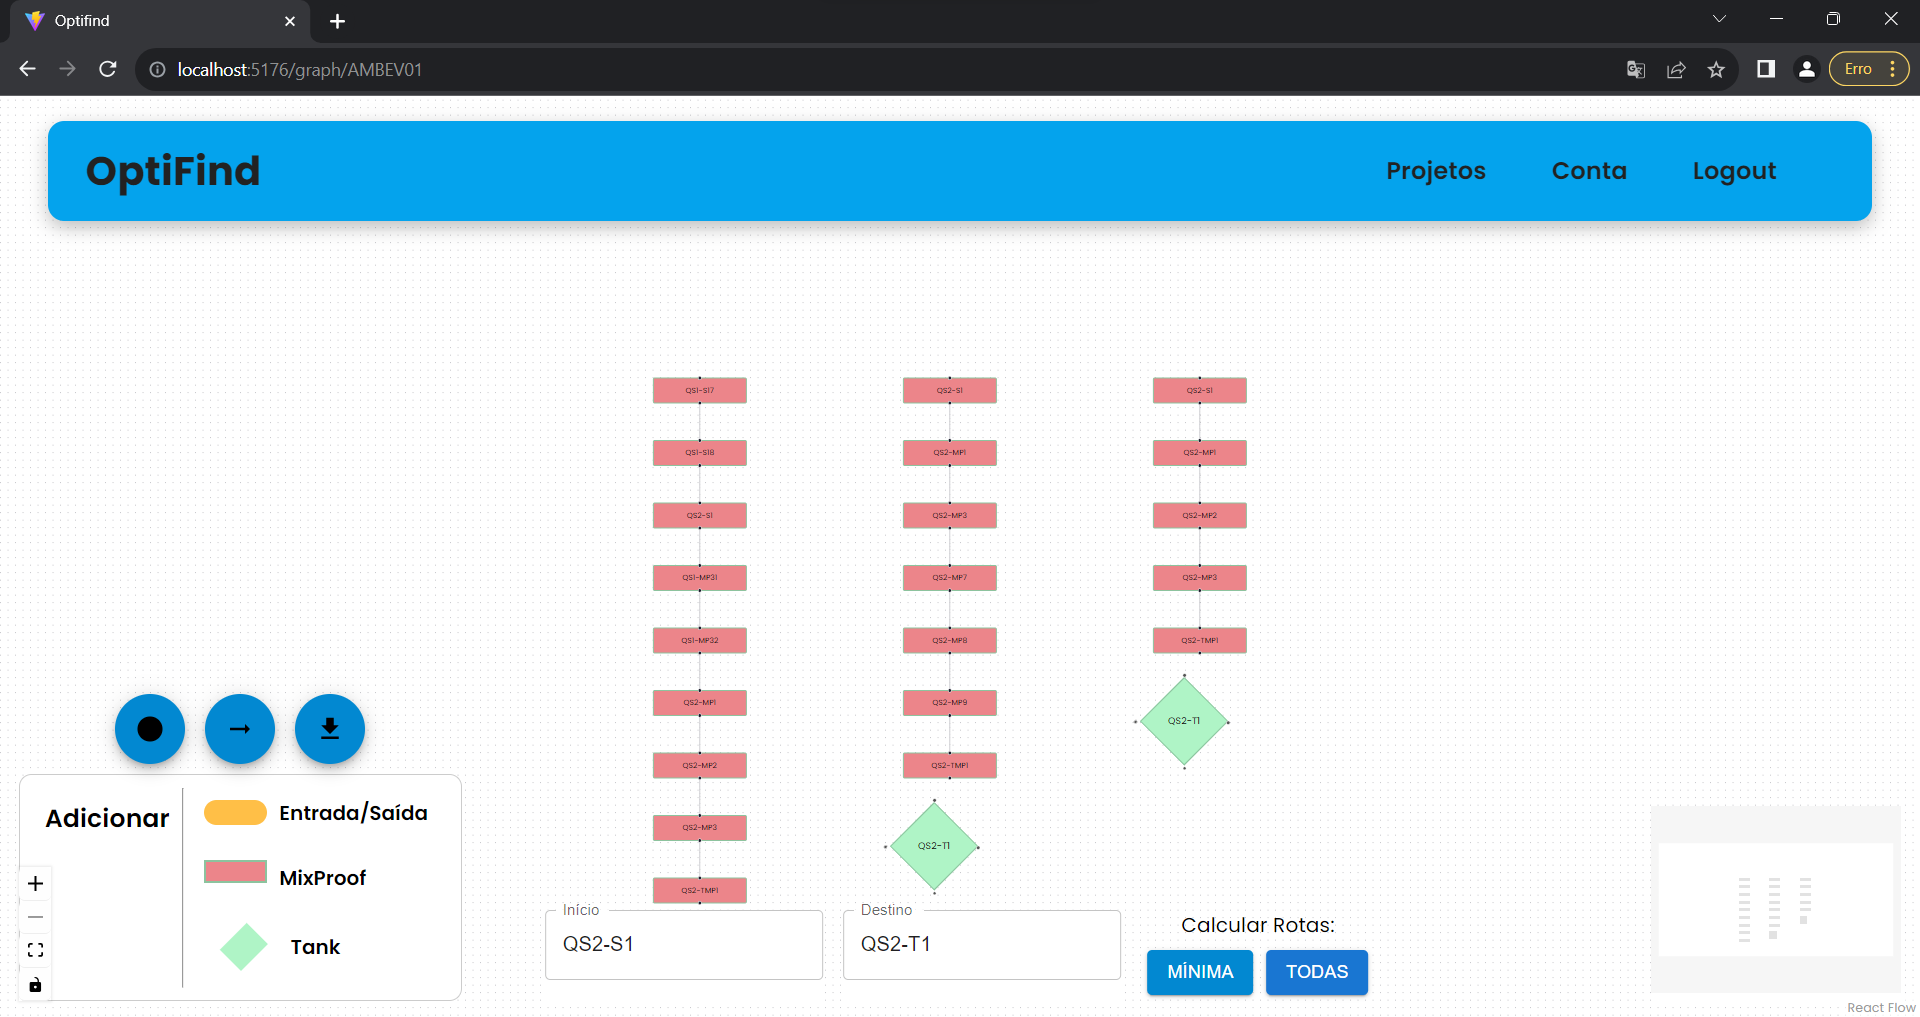 Optifind
localhost:5176/graph/AMBEV01
Erro
OptiFind
Projetos
Conta
Logout
QS1-S17
QS1-S18
QS2-S1
QS1-MP31
QS1-MP32
QS2-MP1
QS2-MP2
QS2-MP3
QS2-TMP1
QS2-S1
QS2-MP1
QS2-MP3
QS2-MP7
QS2-MP8
QS2-MP9
QS2-TMP1
QS2-T1
QS2-S1
QS2-MP1
QS2-MP2
QS2-MP3
QS2-TMP1
QS2-T1
Adicionar
Entrada/Saída
MixProof
Tank
Início
QS2-S1
Destino
QS2-T1
Calcular Rotas:
MÍNIMA
TODAS
React Flow